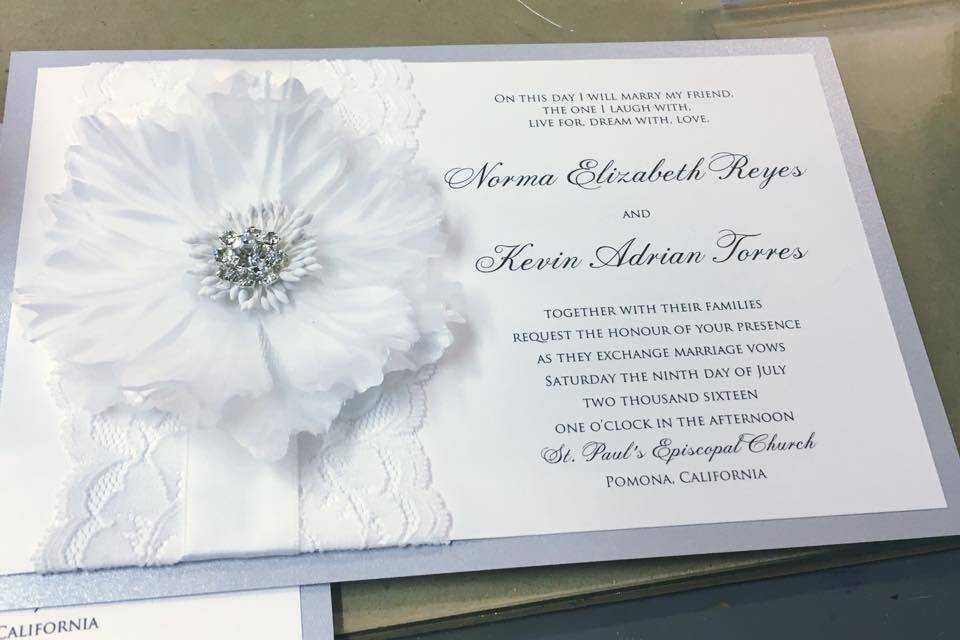 ON THIS DAY I WILL MARRY MY FRIEND,
THE ONE I LAUGH WITH,
LIVE FOR, DREAM WITH, LOVE.
Norma Elizabeth Reyes
AND
Kevin Adrian Torres
TOGETHER WITH THEIR FAMILIES
REQUEST THE HONOUR OF YOUR PRESENCE
AS THEY EXCHANGE MARRIAGE VOWS
SATURDAY THE NINTH DAY OF JULY
TWO THOUSAND SIXTEEN
ONE O'CLOCK IN THE AFTERNOON
St. Paul's Episcopal Church
POMONA, CALIFORNIA
CALIFORNIA